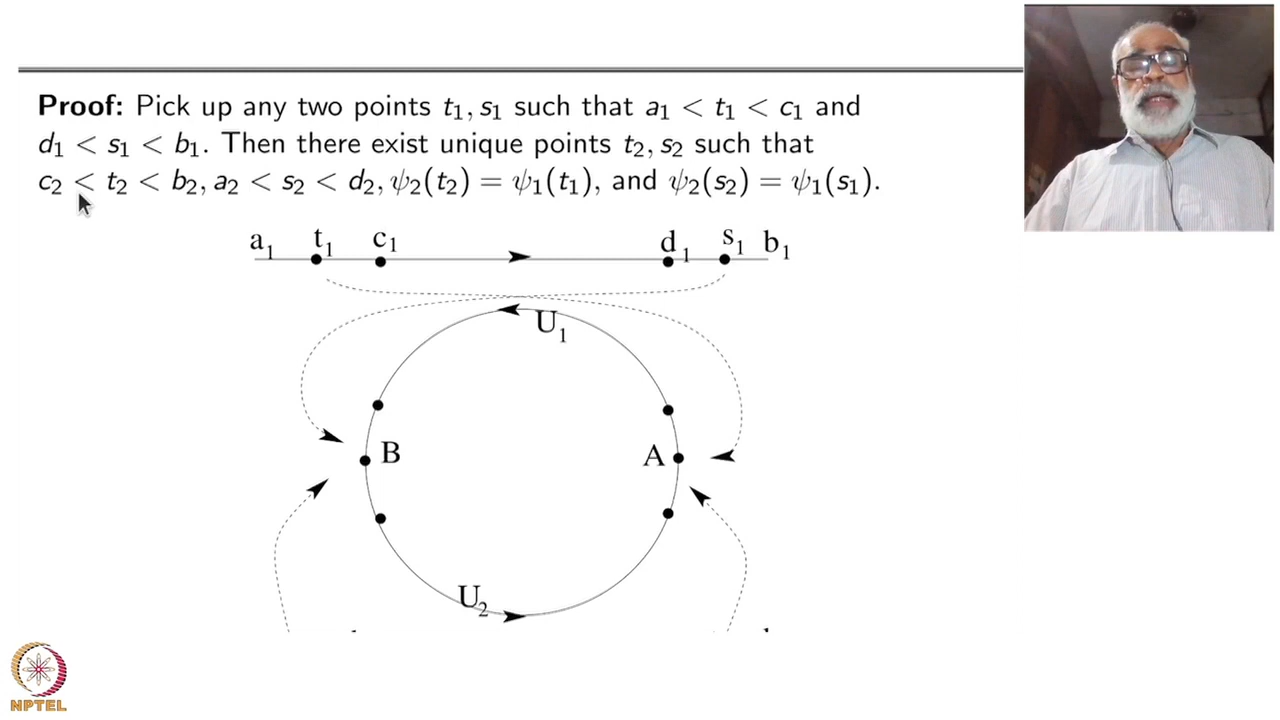 Proof: Pick up any two points t₁, s₁ such that a₁ < t₁ < c₁ and
d₁ < s₁ < b₁. Then there exist unique points t₂, s₂ such that
c₂ < t₂ < b₂, a₂ < s₂ < d₂, ψ₂(t₂) = ψ₁(t₁), and ψ₂(s₂) = ψ₁(s₁).
a₁ t₁ c₁ d₁ s₁ b₁
U₁
B A
U₂
NPTEL